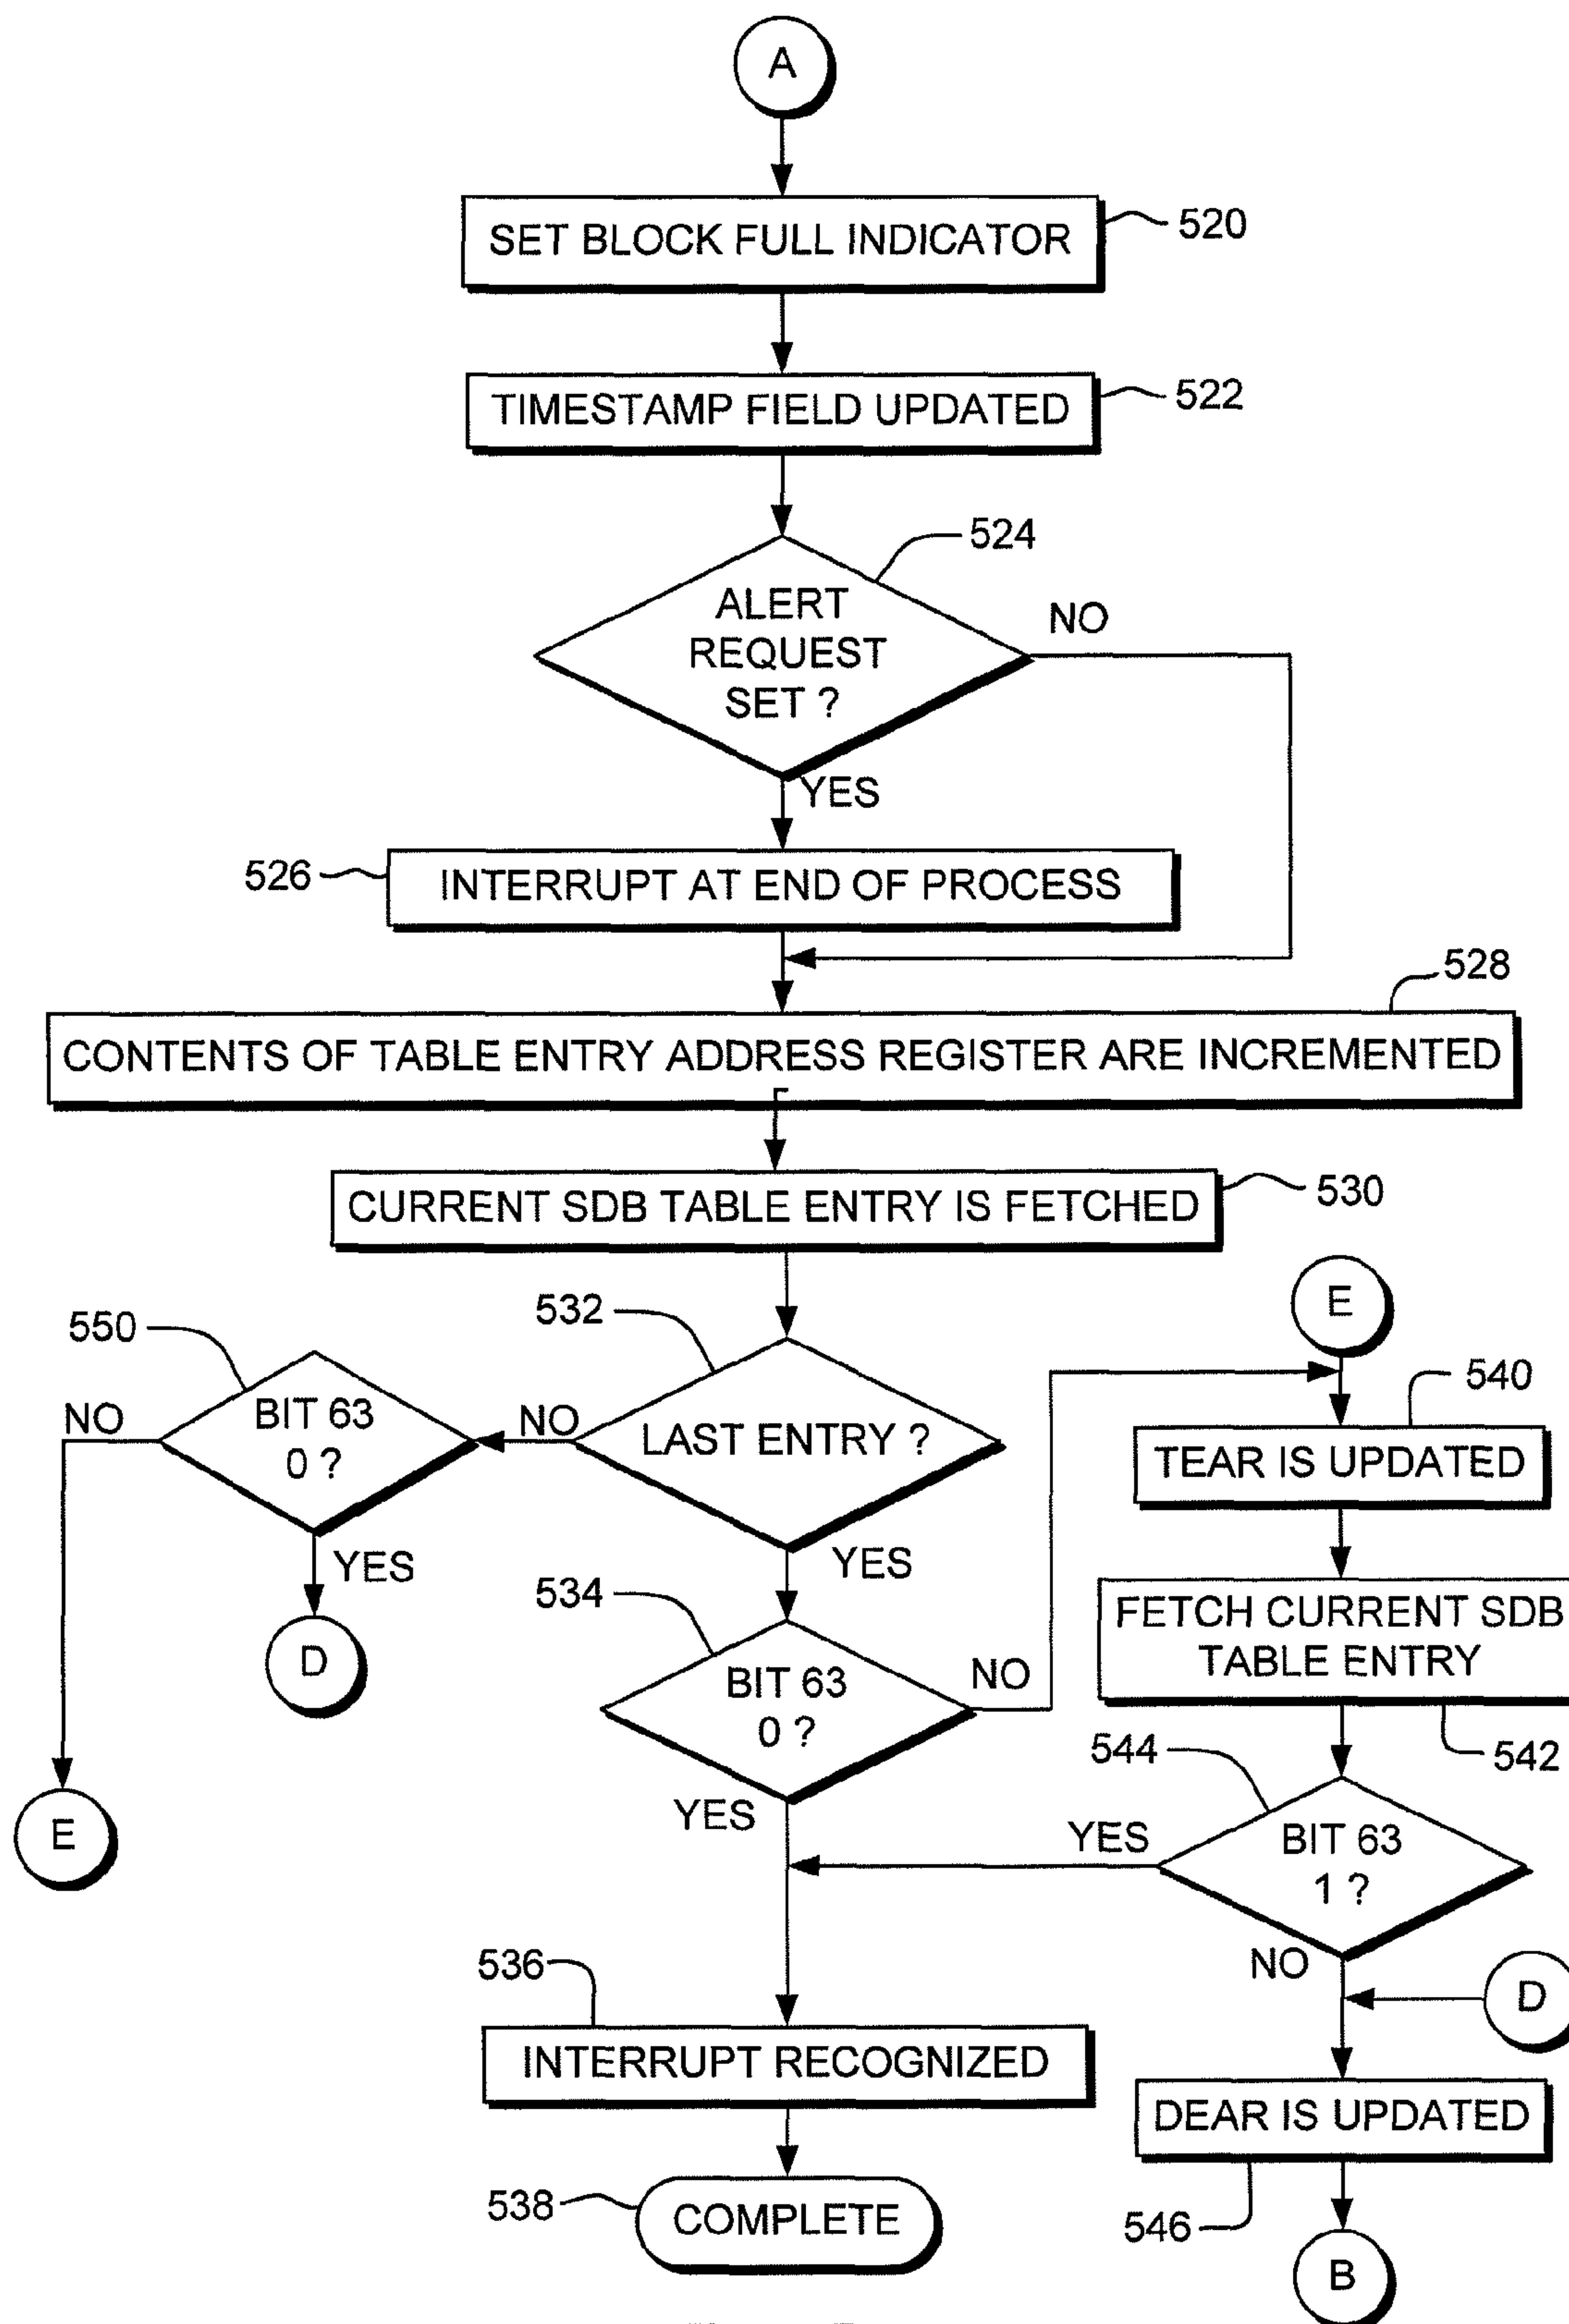 A
SET BLOCK FULL INDICATOR
520
TIMESTAMP FIELD UPDATED
522
524
ALERT
REQUEST
SET ?
NO
YES
526
INTERRUPT AT END OF PROCESS
528
CONTENTS OF TABLE ENTRY ADDRESS REGISTER ARE INCREMENTED
CURRENT SDB TABLE ENTRY IS FETCHED
530
E
532
550
540
NO
BIT 63
0 ?
NO
LAST ENTRY ?
TEAR IS UPDATED
YES
YES
534
FETCH CURRENT SDB
TABLE ENTRY
D
BIT 63
0 ?
NO
544
542
E
YES
YES
BIT 63
1 ?
536
NO
D
INTERRUPT RECOGNIZED
DEAR IS UPDATED
538
COMPLETE
546
B